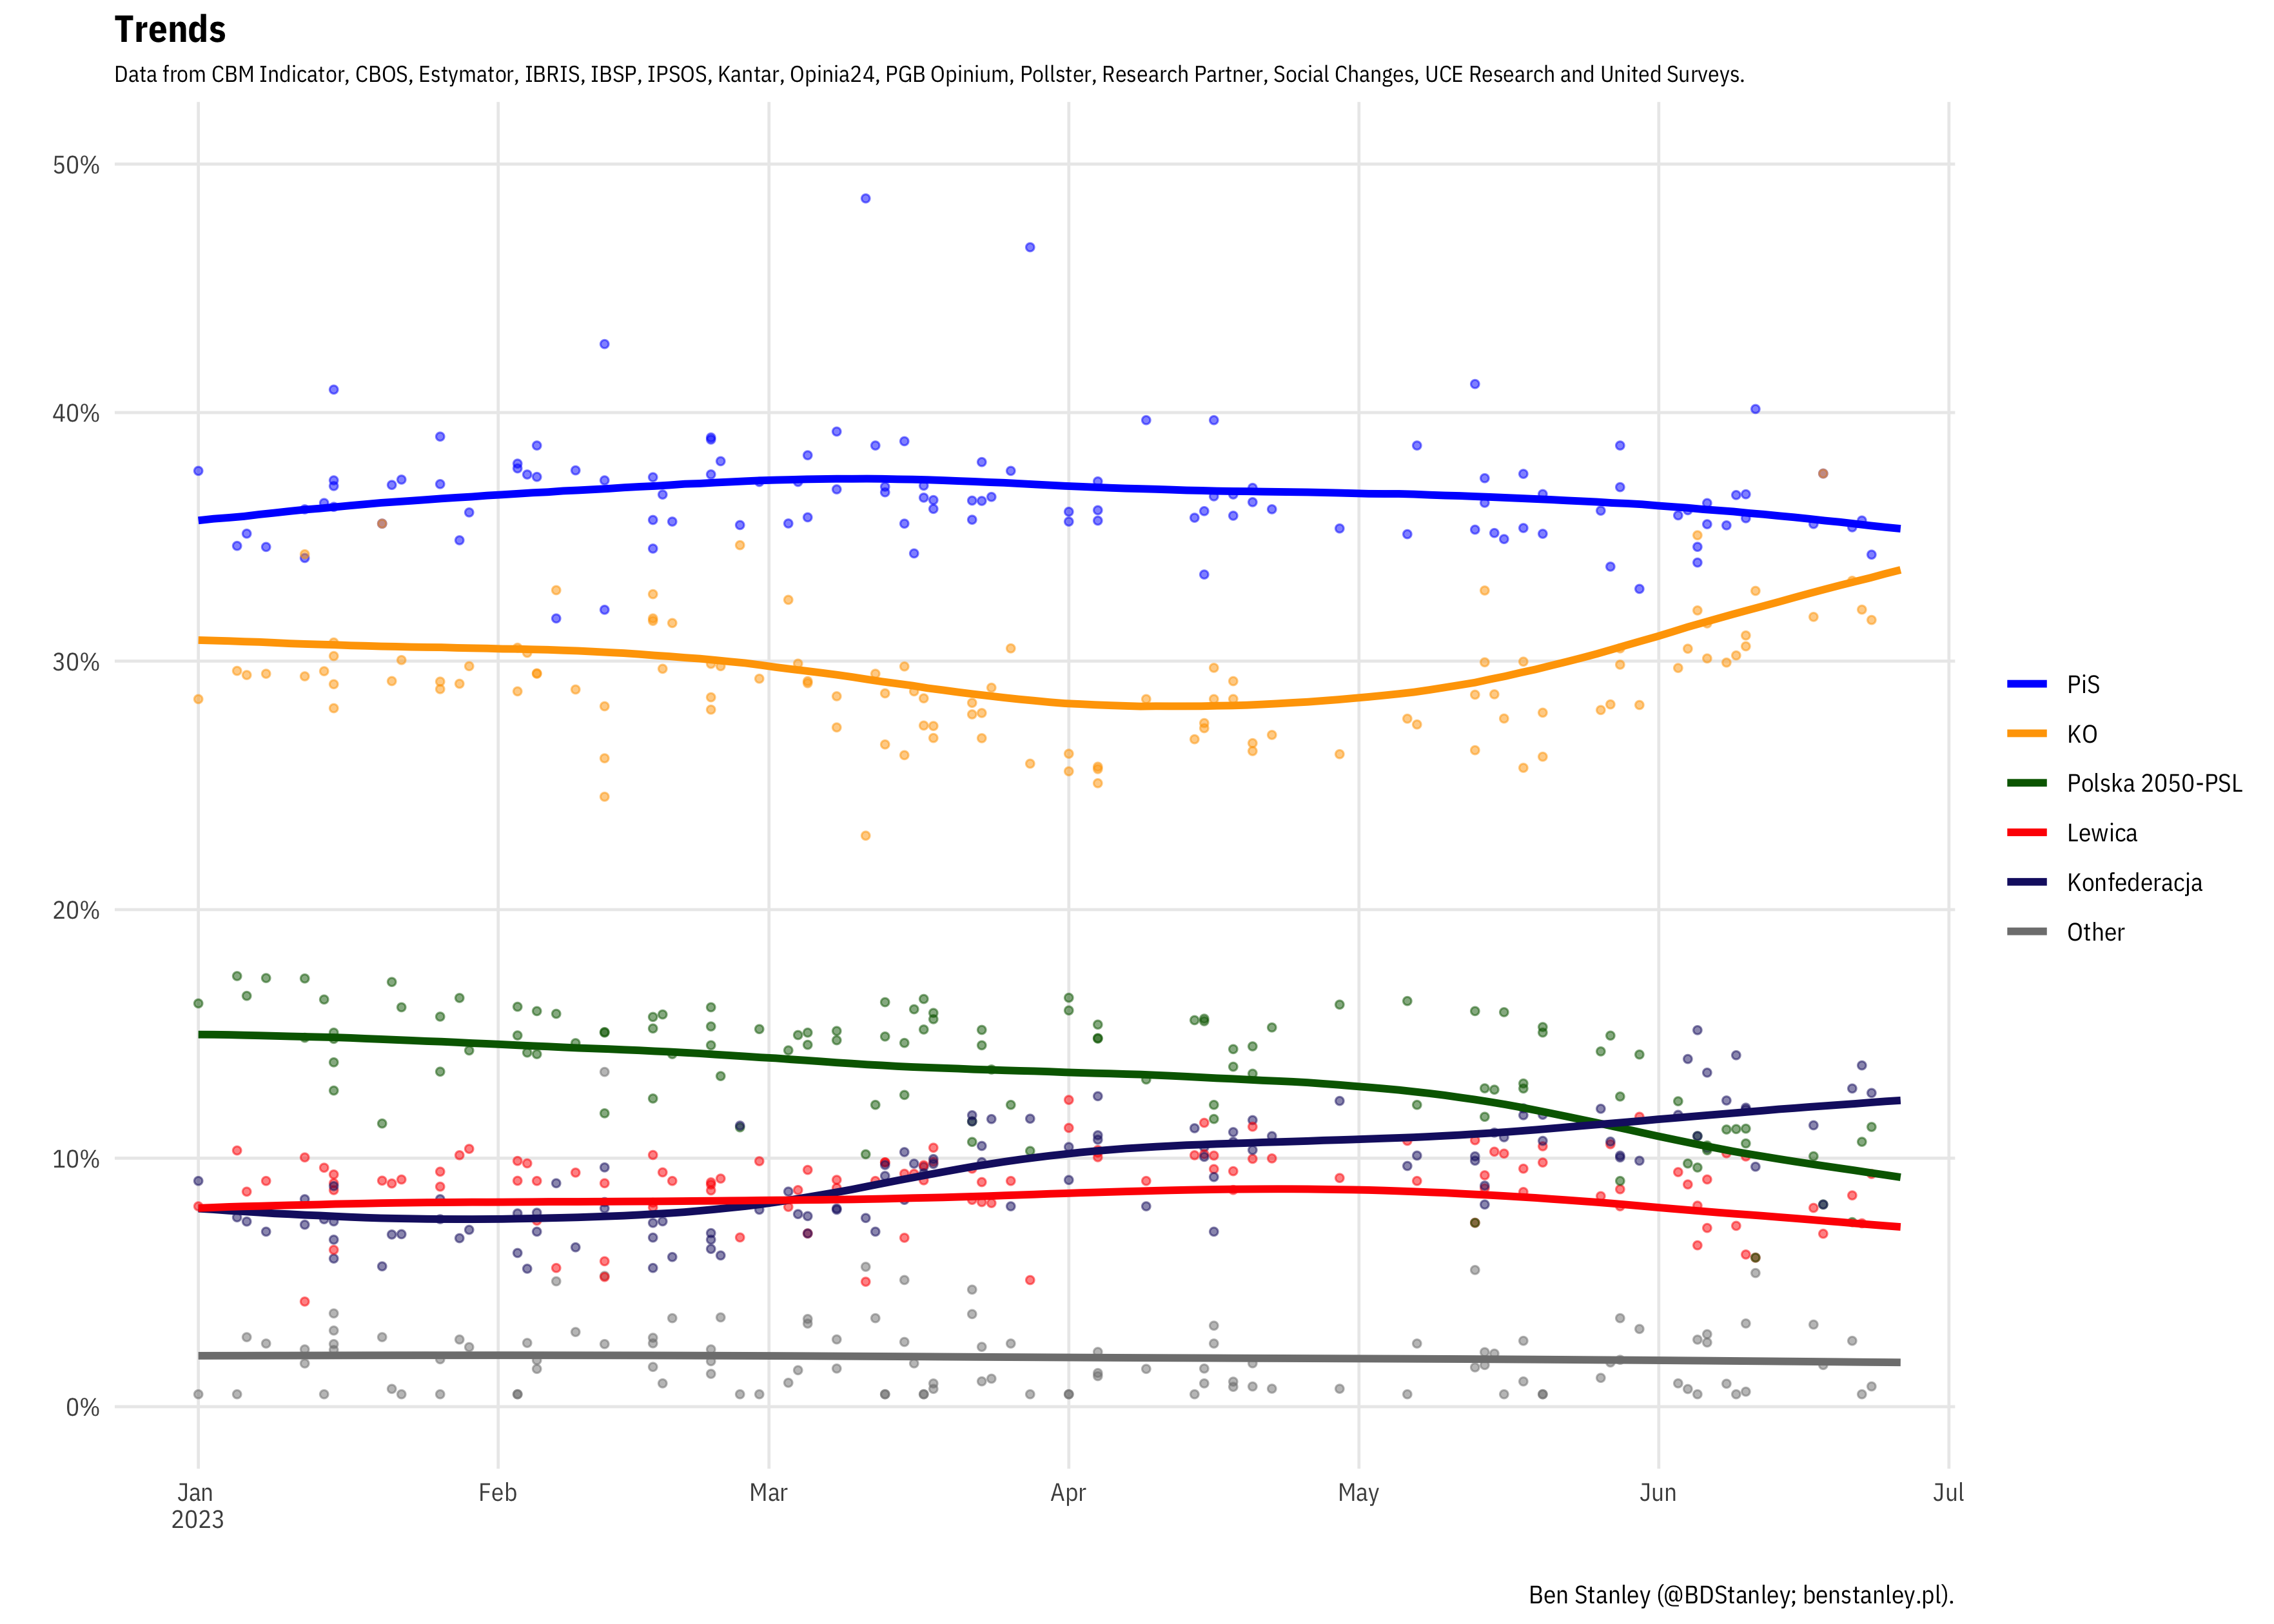 Trends
Data from CBM Indicator, CBOS, Estymator, IBRIS, IBSP, IPSOS, Kantar, Opinia24, PGB Opinium, Pollster, Research Partner, Social Changes, UCE Research and United Surveys.
50%
40%
30%
20%
10%
0%
PiS
KO
Polska 2050-PSL
Lewica
Konfederacja
Other
Jan Feb Mar Apr May Jun Jul
2023
Ben Stanley (@BDStanley; benstanley.pl).